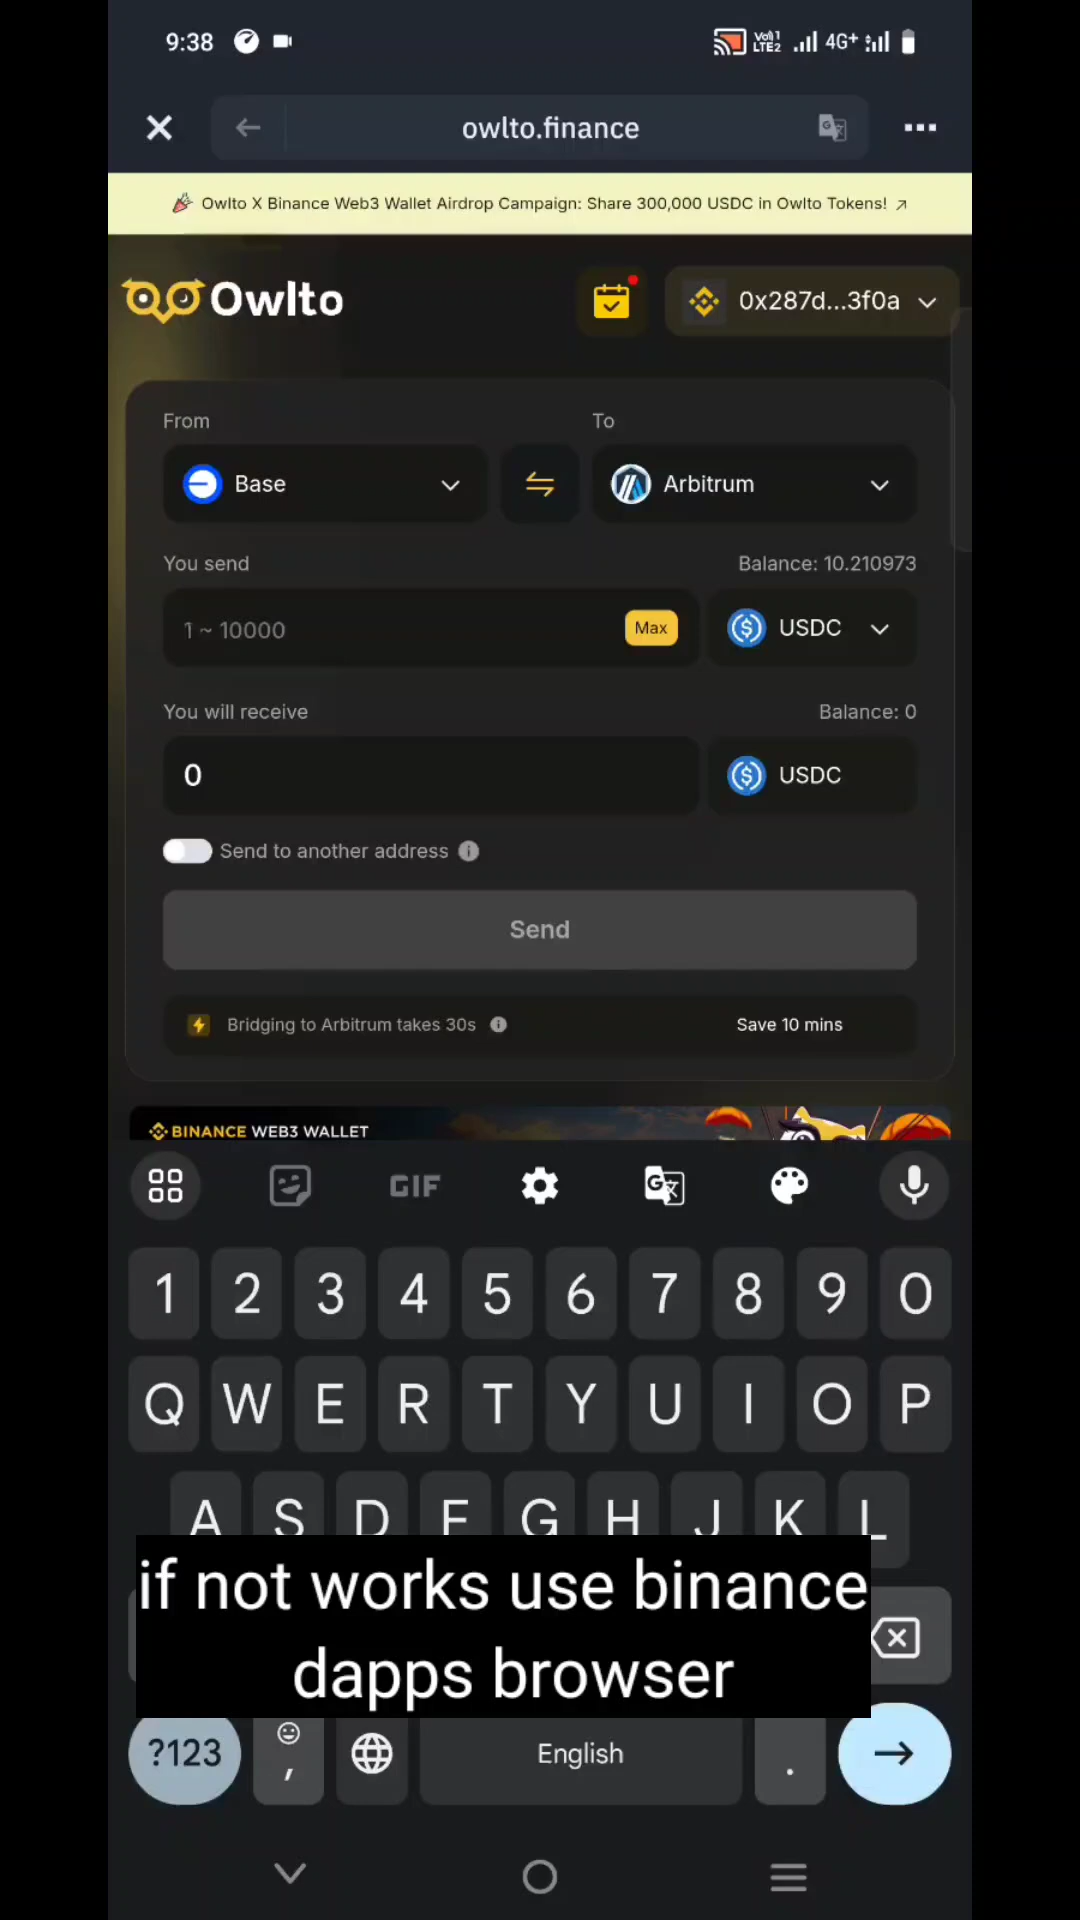 9:38
Vo)) 1
LTE2
4G+
owlto.finance
Owlto X Binance Web3 Wallet Airdrop Campaign: Share 300,000 USDC in Owlto Tokens! ↗
Owlto
0x287d...3f0a
From
To
Base
Arbitrum
You send
Balance: 10.210973
1 ~ 10000
Max
USDC
You will receive
Balance: 0
0
USDC
Send to another address
Send
Bridging to Arbitrum takes 30s
Save 10 mins
BINANCE WEB3 WALLET
GIF
1 2 3 4 5 6 7 8 9 0
Q W E R T Y U I O P
A S D F G H J K L
if not works use binance
dapps browser
?123
,
English
.